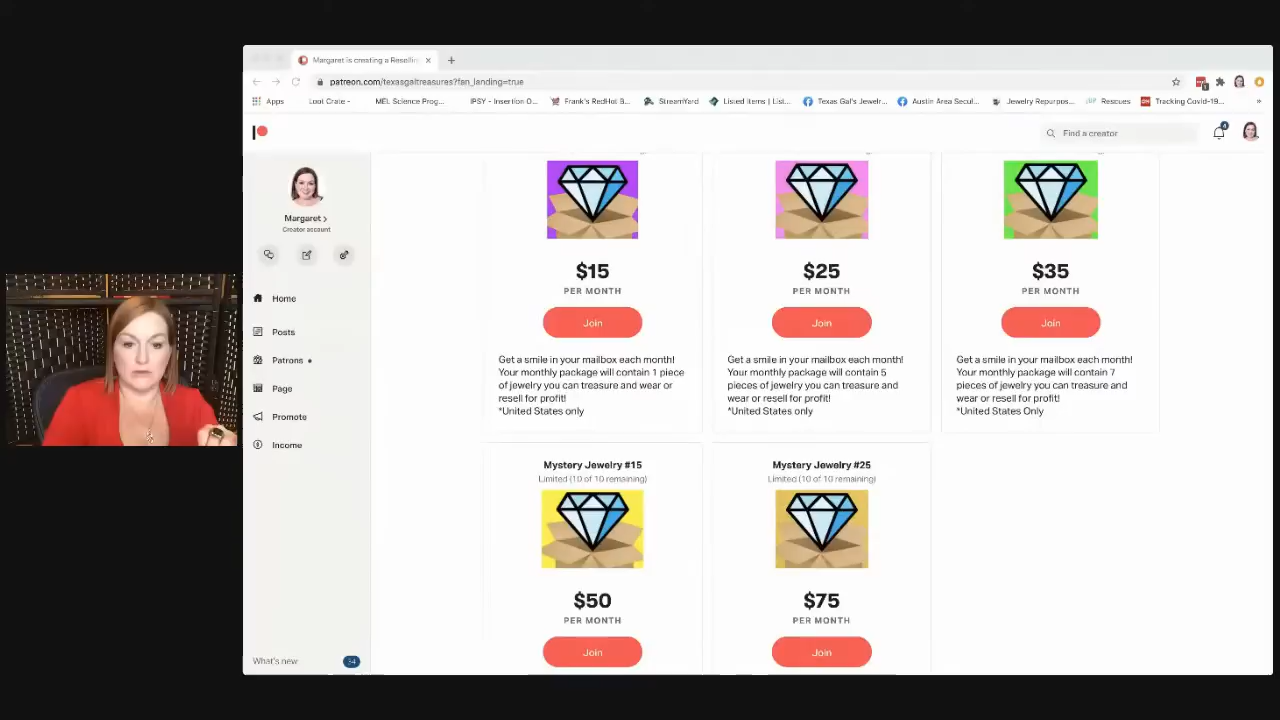 Margaret is creating a Resellin
patreon.com/texasgaltreasures?fan_landing=true
Apps
Loot Crate -
MEL Science Prog...
IPSY - Insertion O...
Frank's RedHot B...
StreamYard
Listed Items | List...
Texas Gal's Jewelr...
Austin Area Secul...
Jewelry Repurpos...
Rescues
Tracking Covid-19...
»
Find a creator
Margaret
Creator account
Home
Posts
Patrons
Page
Promote
Income
What's new
34
$15
PER MONTH
Join
Get a smile in your mailbox each month!
Your monthly package will contain 1 piece
of jewelry you can treasure and wear or
resell for profit!
*United States only
$25
PER MONTH
Join
Get a smile in your mailbox each month!
Your monthly package will contain 5
pieces of jewelry you can treasure and
wear or resell for profit!
*United States only
$35
PER MONTH
Join
Get a smile in your mailbox each month!
Your monthly package will contain 7
pieces of jewelry you can treasure and
wear or resell for profit!
*United States Only
Mystery Jewelry #15
Limited (10 of 10 remaining)
$50
PER MONTH
Join
Mystery Jewelry #25
Limited (10 of 10 remaining)
$75
PER MONTH
Join